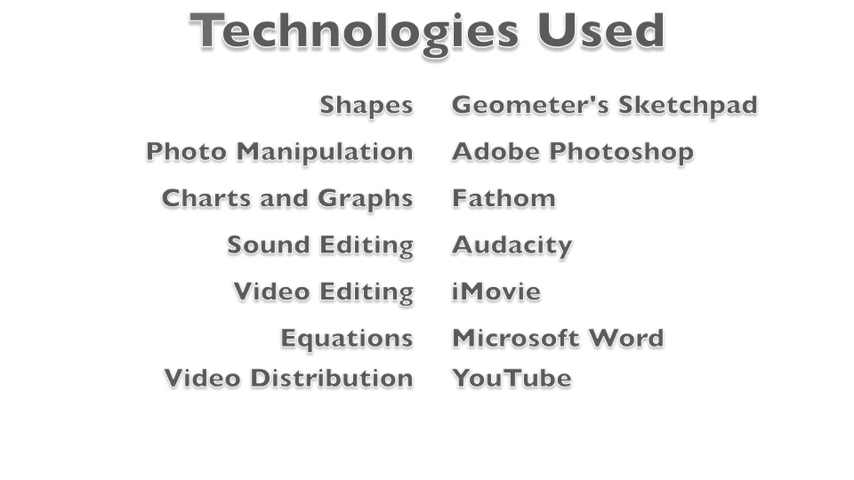 Technologies Used
Shapes Geometer's Sketchpad
Photo Manipulation Adobe Photoshop
Charts and Graphs Fathom
Sound Editing Audacity
Video Editing iMovie
Equations Microsoft Word
Video Distribution YouTube